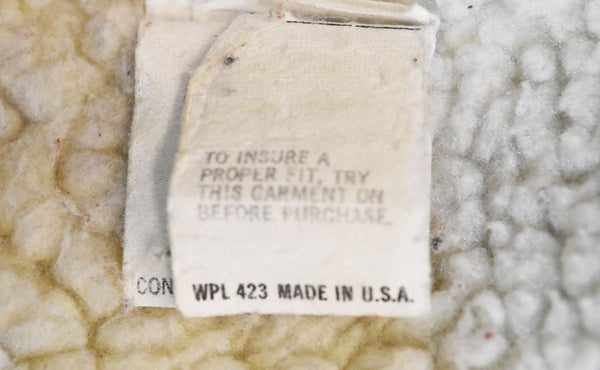 TO INSURE A
PROPER FIT, TRY
THIS GARMENT ON
BEFORE PURCHASE.
CON
WPL 423 MADE IN U.S.A.